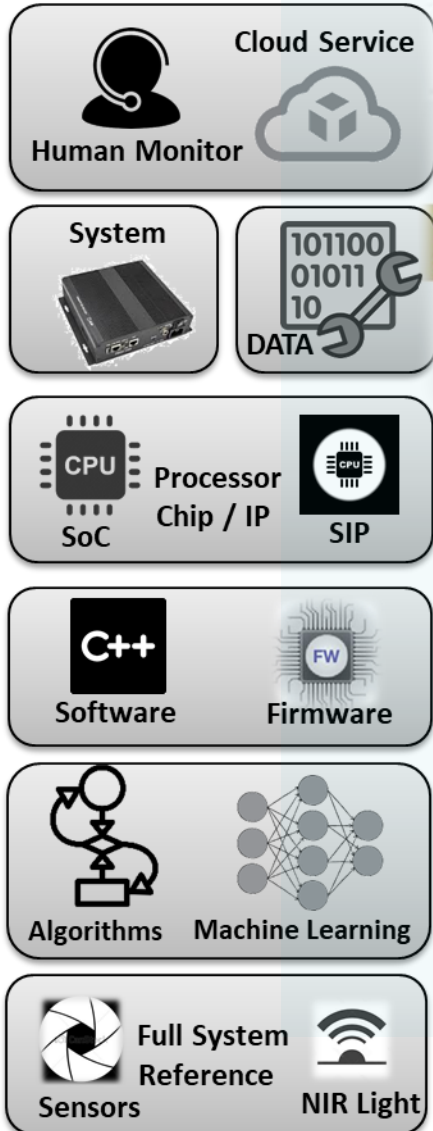 Cloud Service
Human Monitor
System
101100
01011
10
DATA
CPU
Processor
Chip / IP
SoC
CPU
SIP
C++
Software
FW
Firmware
Algorithms
Machine Learning
Full System
Reference
Sensors
NIR Light